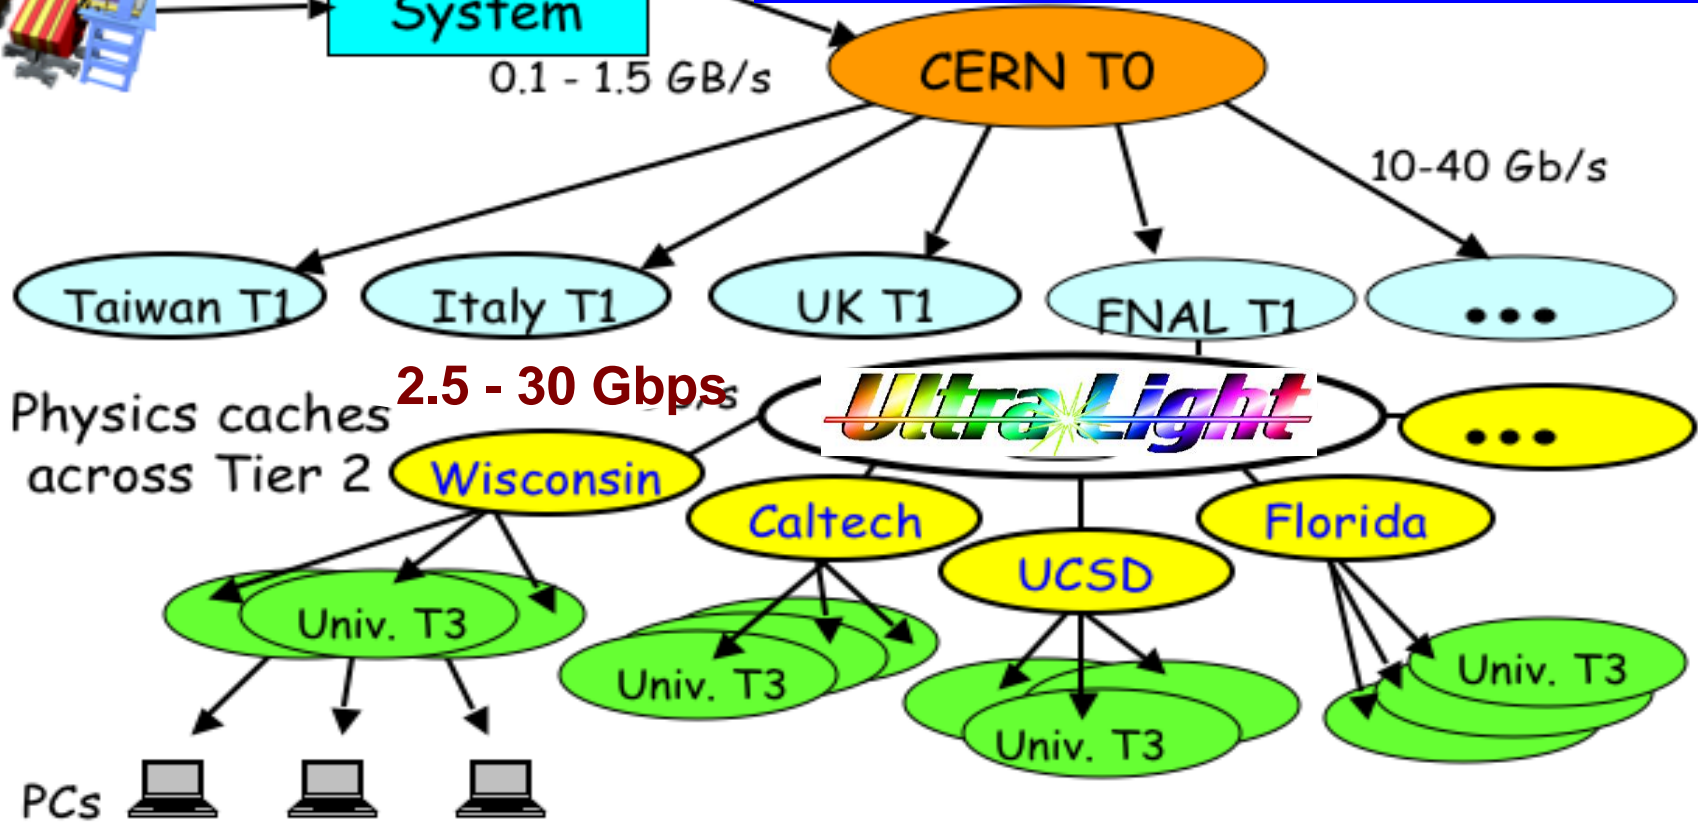 System
0.1 - 1.5 GB/s
CERN T0
10-40 Gb/s
Taiwan T1
Italy T1
UK T1
FNAL T1
...
2.5 - 30 Gbps
UltraLight
Physics caches
across Tier 2
...
Wisconsin
Caltech
Florida
UCSD
Univ. T3
Univ. T3
Univ. T3
Univ. T3
PCs